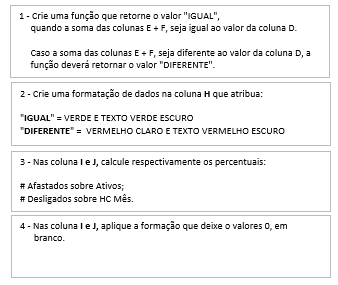 1 - Crie uma função que retorne o valor "IGUAL",
quando a soma das colunas E + F, seja igual ao valor da coluna D.
Caso a soma das colunas E + F, seja diferente ao valor da coluna D, a
função deverá retornar o valor "DIFERENTE".
2 - Crie uma formatação de dados na coluna H que atribua:
"IGUAL" = VERDE E TEXTO VERDE ESCURO
"DIFERENTE" = VERMELHO CLARO E TEXTO VERMELHO ESCURO
3 - Nas coluna I e J, calcule respectivamente os percentuais:
# Afastados sobre Ativos;
# Desligados sobre HC Mês.
4 - Nas coluna I e J, aplique a formação que deixe o valores 0, em
branco.